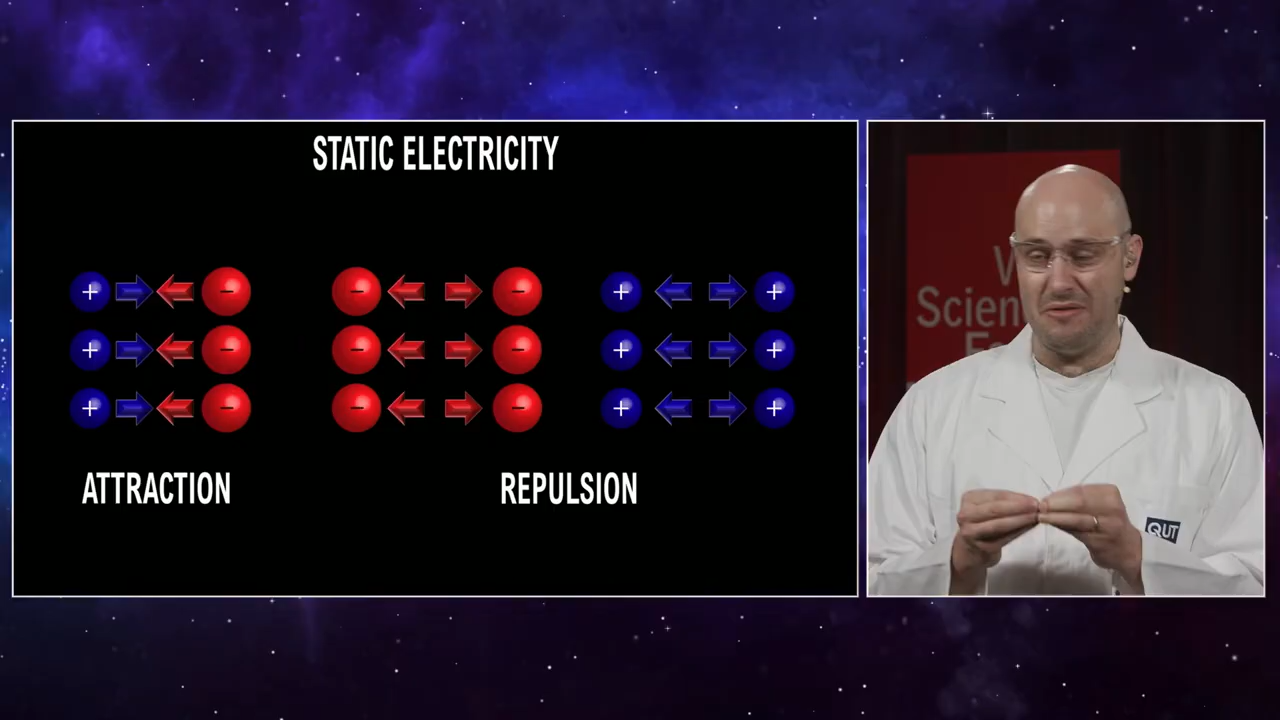 STATIC ELECTRICITY
+ - - - + +
+ - - - + +
+ - - - + +
ATTRACTION
REPULSION
QUT